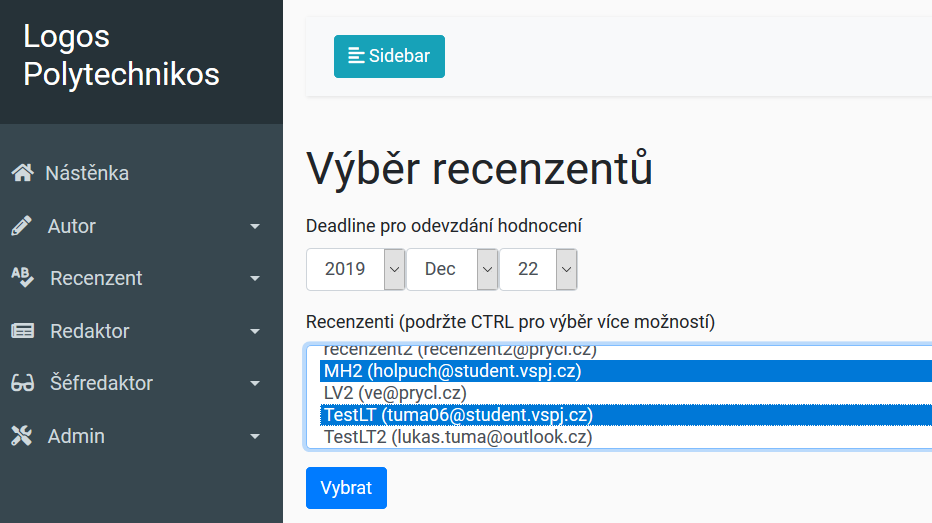 Logos
Polytechnikos
Sidebar
Nástěnka
Autor
Recenzent
Redaktor
Šéfredaktor
Admin
Výběr recenzentů
Deadline pro odevzdání hodnocení
2019 Dec 22
Recenzenti (podržte CTRL pro výběr více možností)
recenzent2 (recenzent2@prycl.cz)
MH2 (holpuch@student.vspj.cz)
LV2 (ve@prycl.cz)
TestLT (tuma06@student.vspj.cz)
TestLT2 (lukas.tuma@outlook.cz)
Vybrat